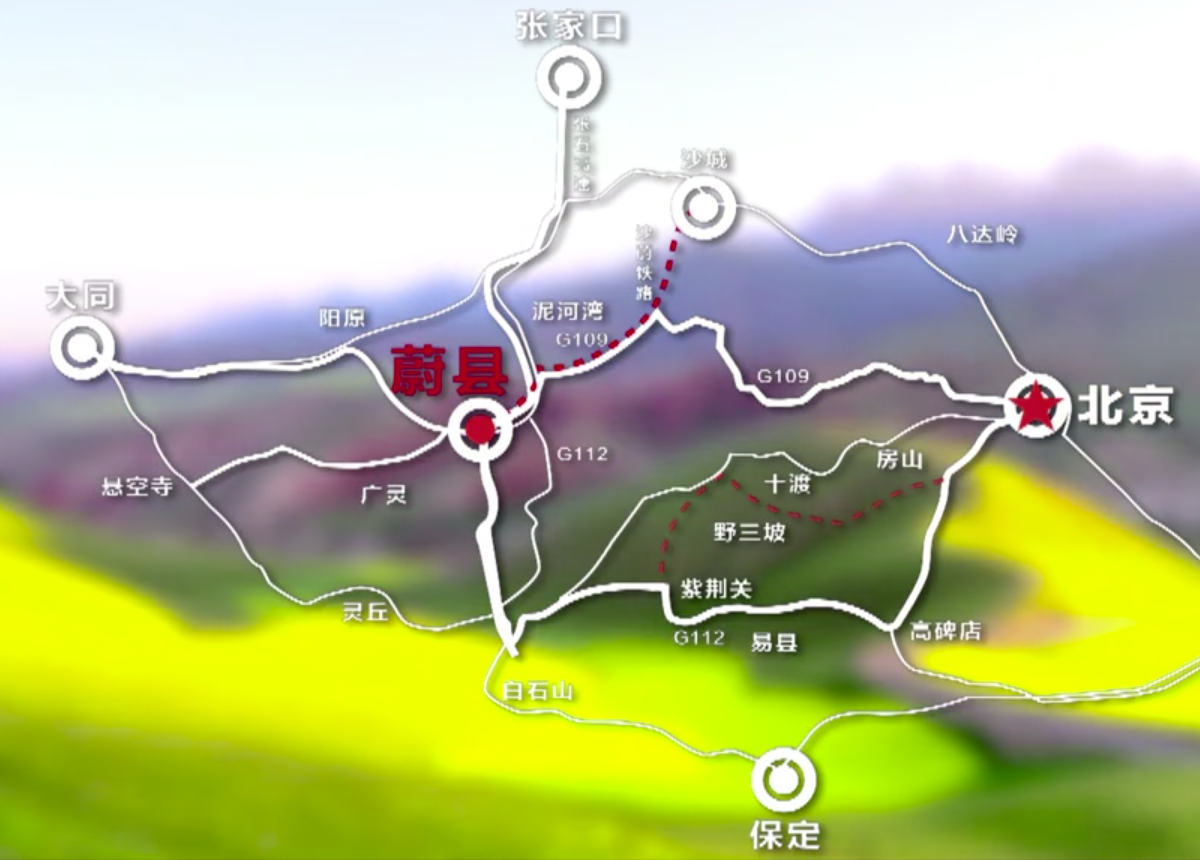 张家口
张石高速
沙城
八达岭
沙蔚铁路
大同
阳原
泥河湾
G109
蔚县
G109
北京
G112
房山
悬空寺
广灵
十渡
野三坡
紫荆关
灵丘
G112
易县
高碑店
白石山
保定